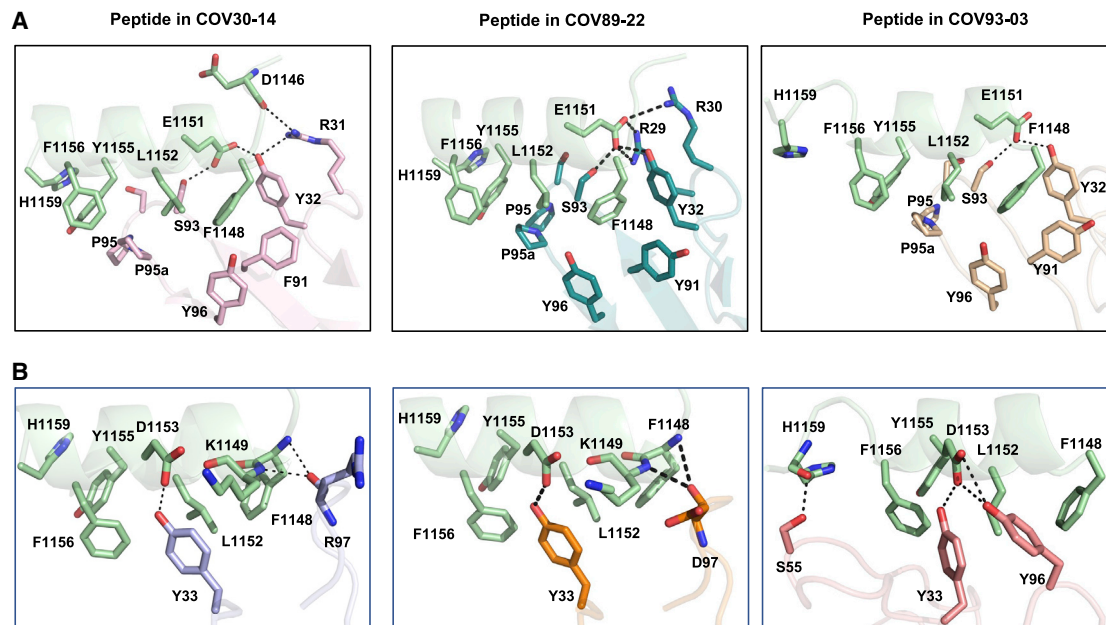 A
Peptide in COV30-14
Peptide in COV89-22
Peptide in COV93-03
D1146
E1151
R31
F1156
Y1155
L1152
H1159
S93
Y32
P95
F1148
P95a
F91
Y96
E1151
R30
R29
Y1155
F1156
L1152
H1159
P95
S93
Y32
F1148
P95a
Y91
Y96
H1159
E1151
F1156
Y1155
F1148
L1152
P95
S93
Y32
P95a
Y91
Y96
B
H1159
Y1155
D1153
K1149
F1148
F1156
L1152
R97
Y33
H1159
Y1155
D1153
F1148
K1149
F1156
L1152
D97
Y33
H1159
Y1155
D1153
F1156
L1152
F1148
S55
Y33
Y96